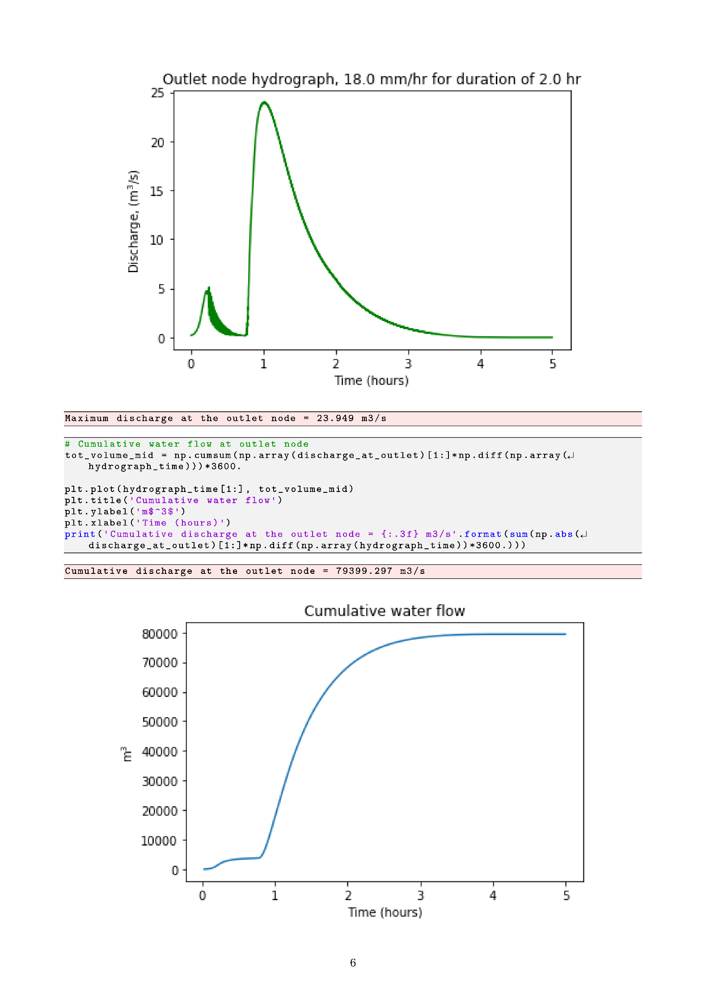 Outlet node hydrograph, 18.0 mm/hr for duration of 2.0 hr
25
20
15
10
5
0
Discharge, (m³/s)
0 1 2 3 4 5
Time (hours)
Maximum discharge at the outlet node = 23.949 m3/s
# Cumulative water flow at outlet node
tot_volume_mid = np.cumsum(np.array(discharge_at_outlet)[1:]*np.diff(np.array(↵
hydrograph_time)))*3600.
plt.plot(hydrograph_time[1:], tot_volume_mid)
plt.title('Cumulative water flow')
plt.ylabel('m$^3$')
plt.xlabel('Time (hours)')
print('Cumulative discharge at the outlet node = {:.3f} m3/s'.format(sum(np.abs(↵
discharge_at_outlet)[1:]*np.diff(np.array(hydrograph_time))*3600.)))
Cumulative discharge at the outlet node = 79399.297 m3/s
Cumulative water flow
80000
70000
60000
50000
40000
30000
20000
10000
0
m³
0 1 2 3 4 5
Time (hours)
6